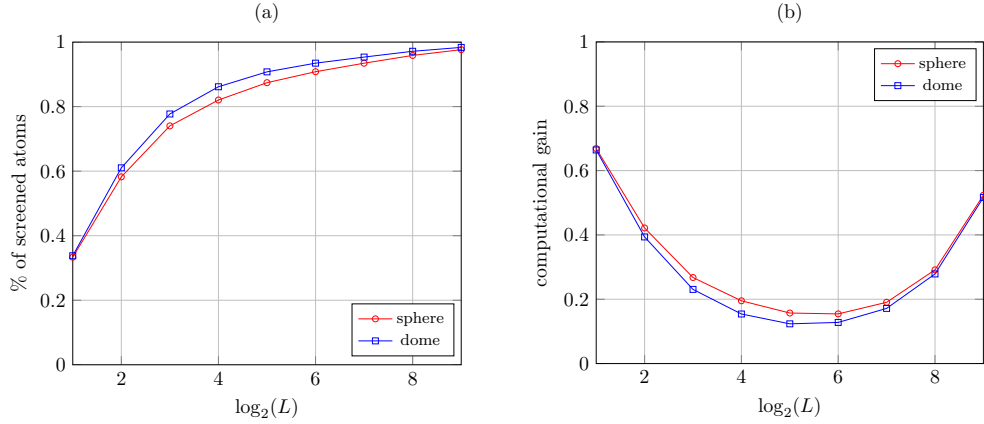 (a)
1
0.8
0.6
0.4
0.2
0
2 4 6 8
% of screened atoms
log₂(L)
sphere
dome
(b)
1
0.8
0.6
0.4
0.2
0
2 4 6 8
computational gain
log₂(L)
sphere
dome